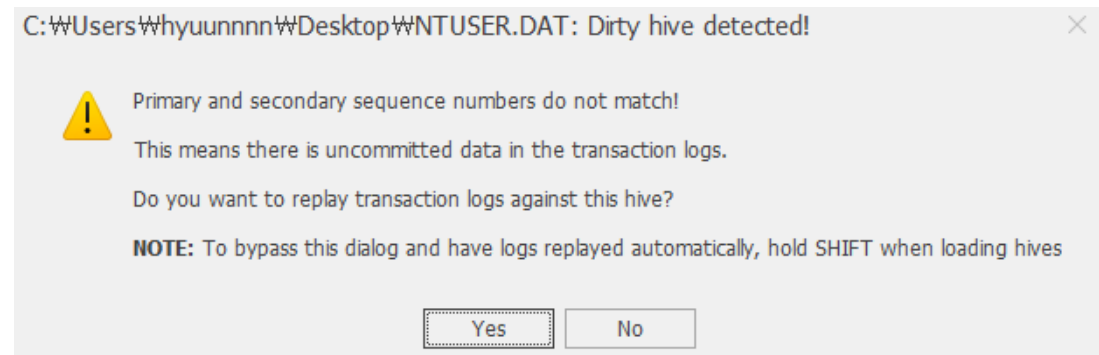 C:₩Users₩hyuunnnn₩Desktop₩NTUSER.DAT: Dirty hive detected!
Primary and secondary sequence numbers do not match!
This means there is uncommitted data in the transaction logs.
Do you want to replay transaction logs against this hive?
NOTE: To bypass this dialog and have logs replayed automatically, hold SHIFT when loading hives
Yes No